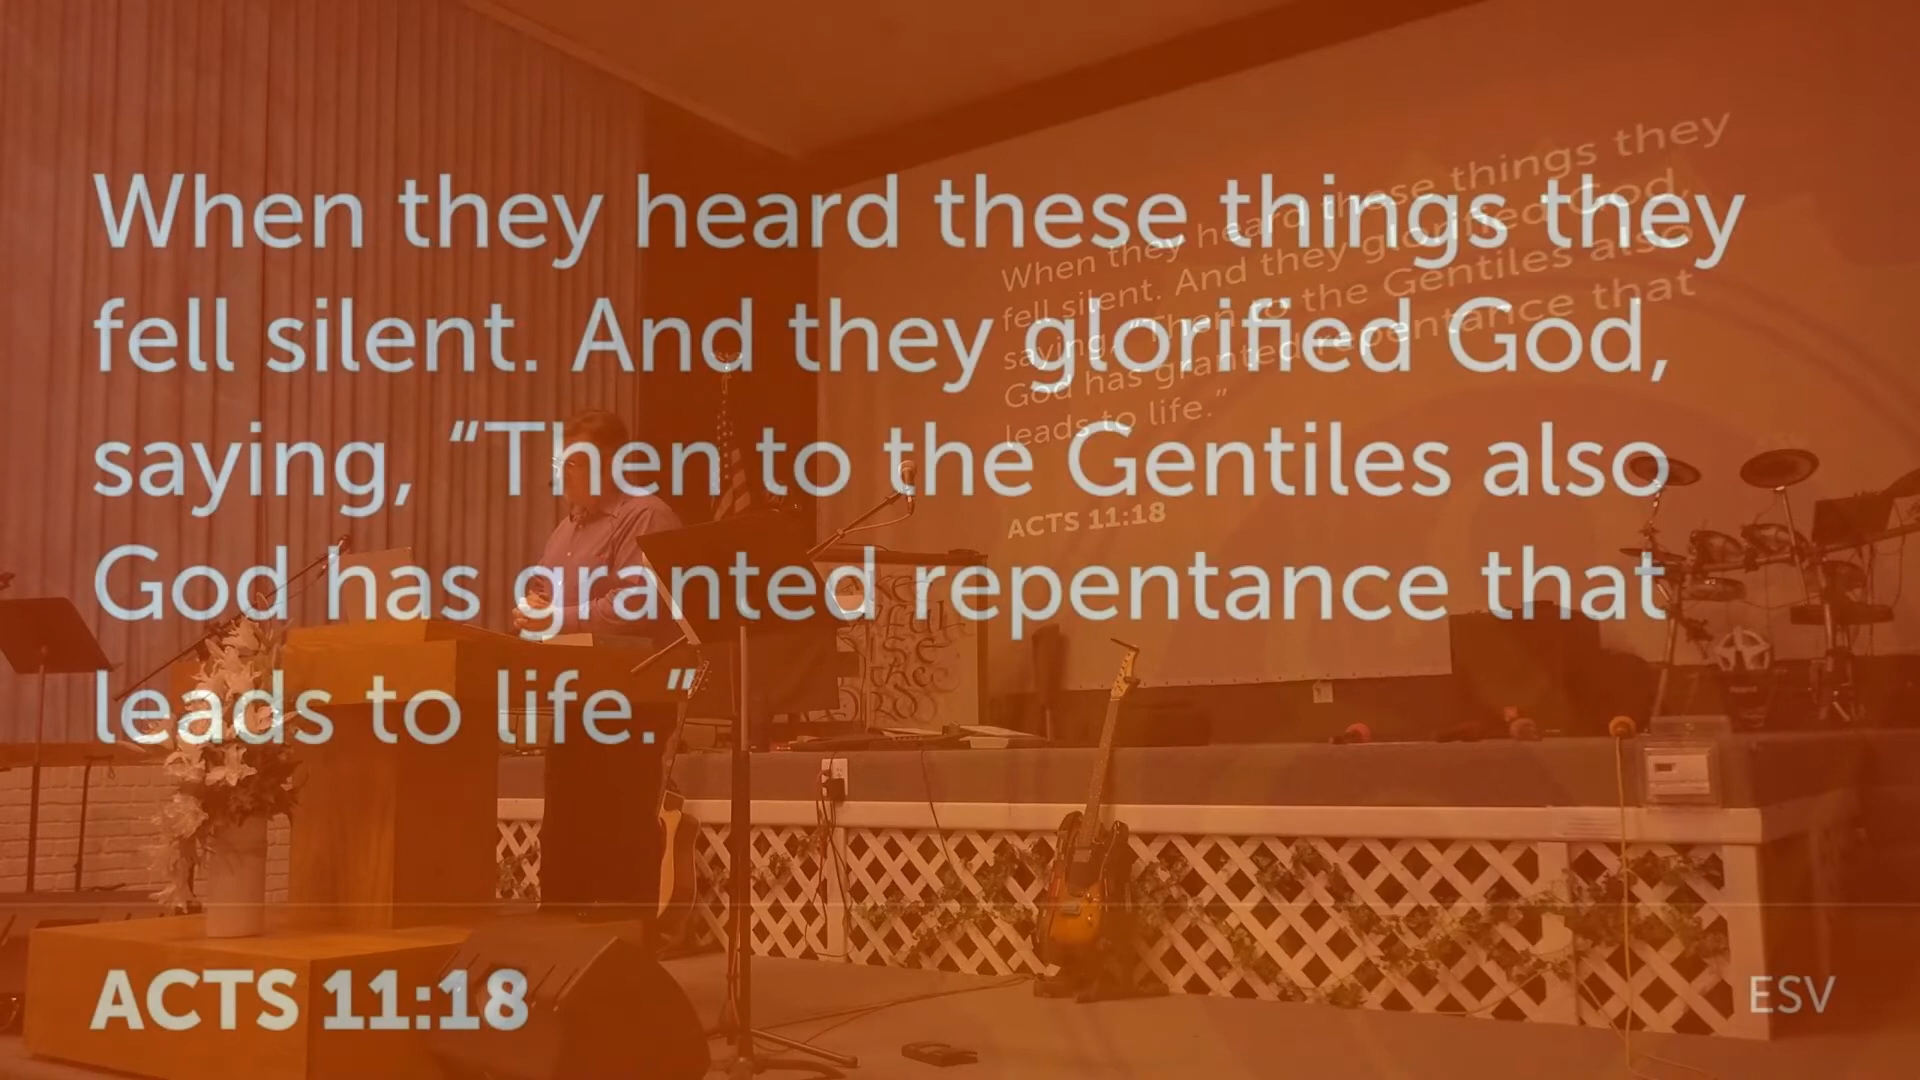 When they heard these things they
fell silent. And they glorified God,
saying, “Then to the Gentiles also
God has granted repentance that
leads to life.”
ACTS 11:18
ESV
When they heard these things they
fell silent. And they glorified God,
saying, “Then to the Gentiles also
God has granted repentance that
leads to life.”
ACTS 11:18